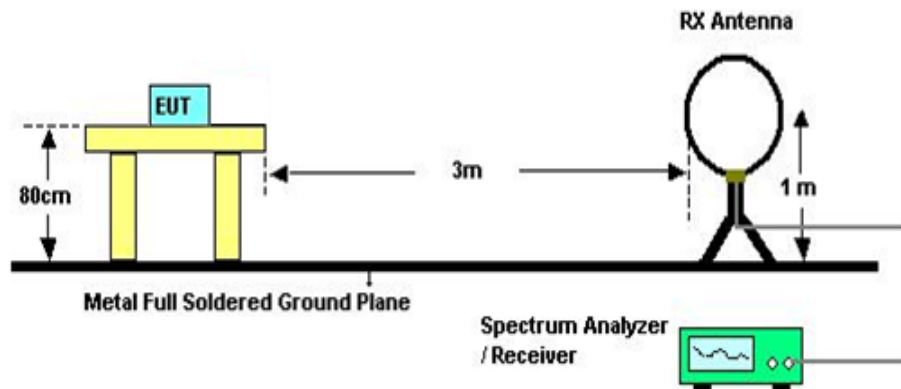 RX Antenna
EUT
80cm
3m
1 m
Metal Full Soldered Ground Plane
Spectrum Analyzer
/ Receiver